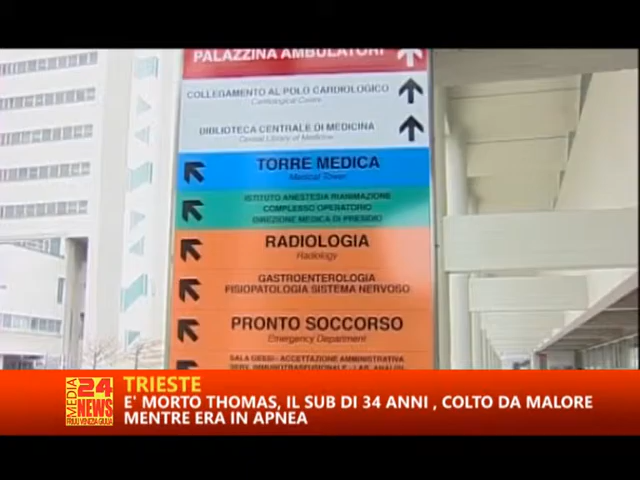 PALAZZINA AMBULATORI
COLLEGAMENTO AL POLO CARDIOLOGICO
Cardiological Centre
BIBLIOTECA CENTRALE DI MEDICINA
Central Library of Medicine
TORRE MEDICA
Medical Tower
ISTITUTO ANESTESIA RIANIMAZIONE
COMPLESSO OPERATORIO
DIREZIONE MEDICA DI PRESIDIO
RADIOLOGIA
Radiology
GASTROENTEROLOGIA
FISIOPATOLOGIA SISTEMA NERVOSO
PRONTO SOCCORSO
Emergency Department
ACCETTAZIONE AMMINISTRATIVA
MEDIA
24
NEWS
FRIULI VENEZIA GIULIA
TRIESTE
E' MORTO THOMAS, IL SUB DI 34 ANNI , COLTO DA MALORE
MENTRE ERA IN APNEA